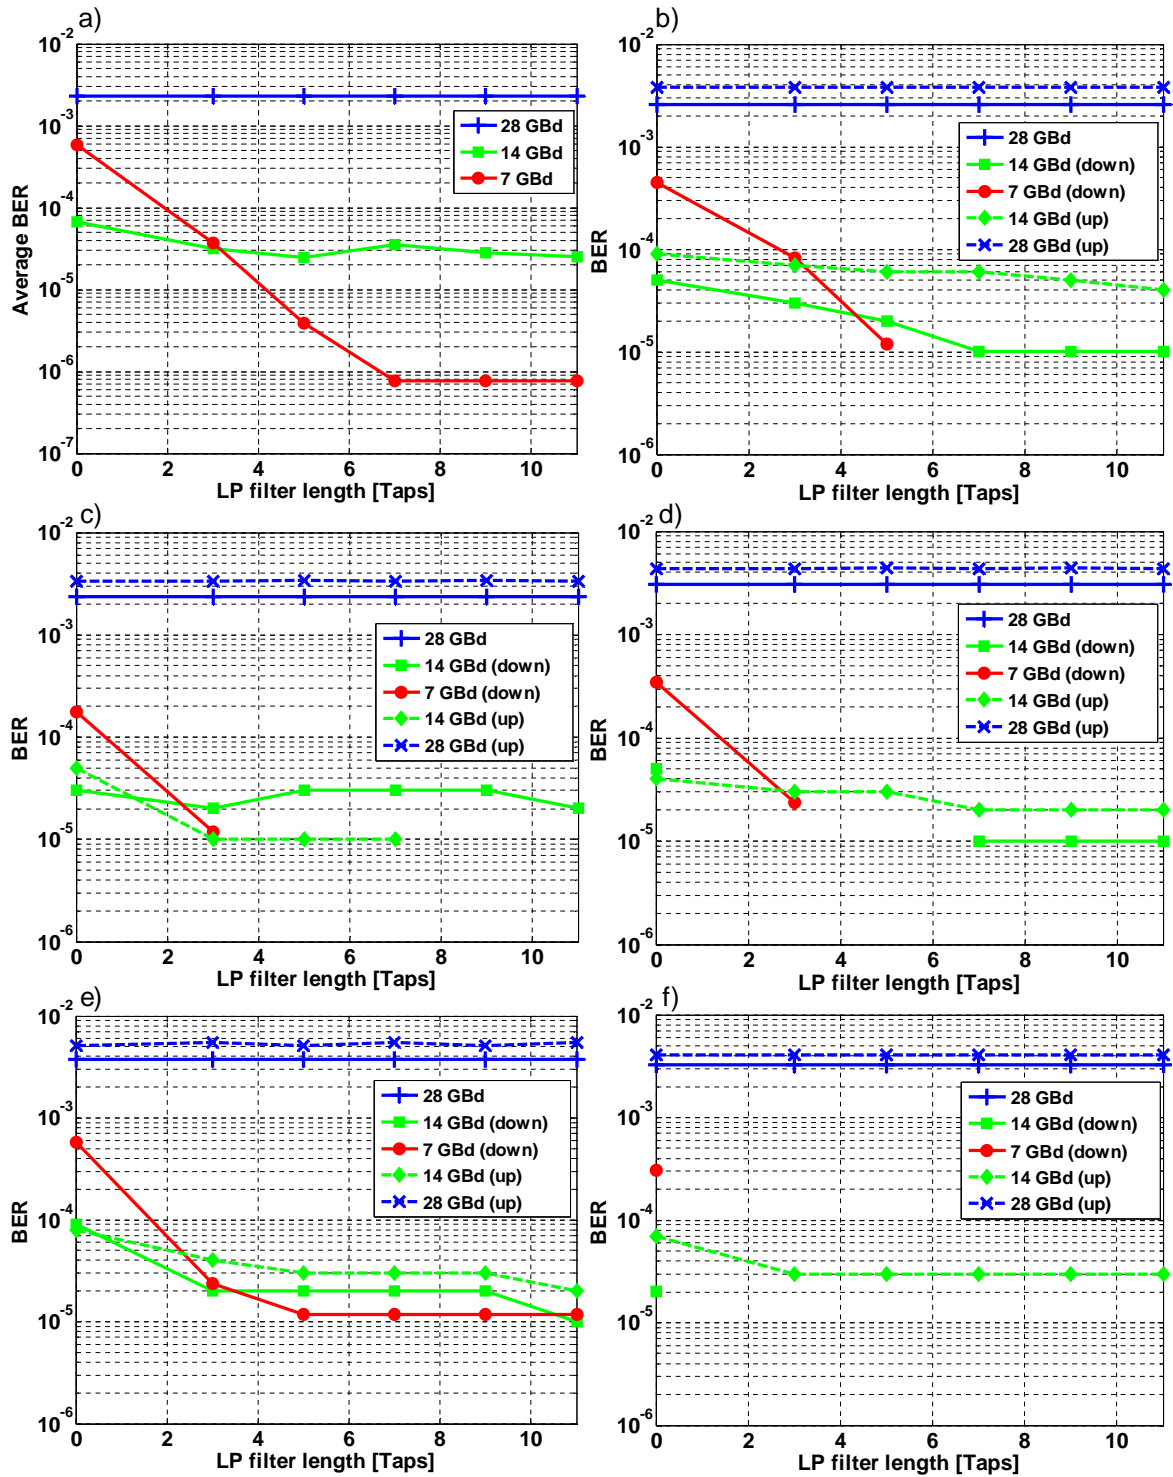 a)
10^-2
10^-3
10^-4
10^-5
10^-6
10^-7
Average BER
28 GBd
14 GBd
7 GBd
0 2 4 6 8 10
LP filter length [Taps]
b)
10^-2
10^-3
10^-4
10^-5
10^-6
BER
28 GBd
14 GBd (down)
7 GBd (down)
14 GBd (up)
28 GBd (up)
0 2 4 6 8 10
LP filter length [Taps]
c)
10^-2
10^-3
10^-4
10^-5
10^-6
BER
28 GBd
14 GBd (down)
7 GBd (down)
14 GBd (up)
28 GBd (up)
0 2 4 6 8 10
LP filter length [Taps]
d)
10^-2
10^-3
10^-4
10^-5
10^-6
BER
28 GBd
14 GBd (down)
7 GBd (down)
14 GBd (up)
28 GBd (up)
0 2 4 6 8 10
LP filter length [Taps]
e)
10^-2
10^-3
10^-4
10^-5
10^-6
BER
28 GBd
14 GBd (down)
7 GBd (down)
14 GBd (up)
28 GBd (up)
0 2 4 6 8 10
LP filter length [Taps]
f)
10^-2
10^-3
10^-4
10^-5
10^-6
BER
28 GBd
14 GBd (down)
7 GBd (down)
14 GBd (up)
28 GBd (up)
0 2 4 6 8 10
LP filter length [Taps]